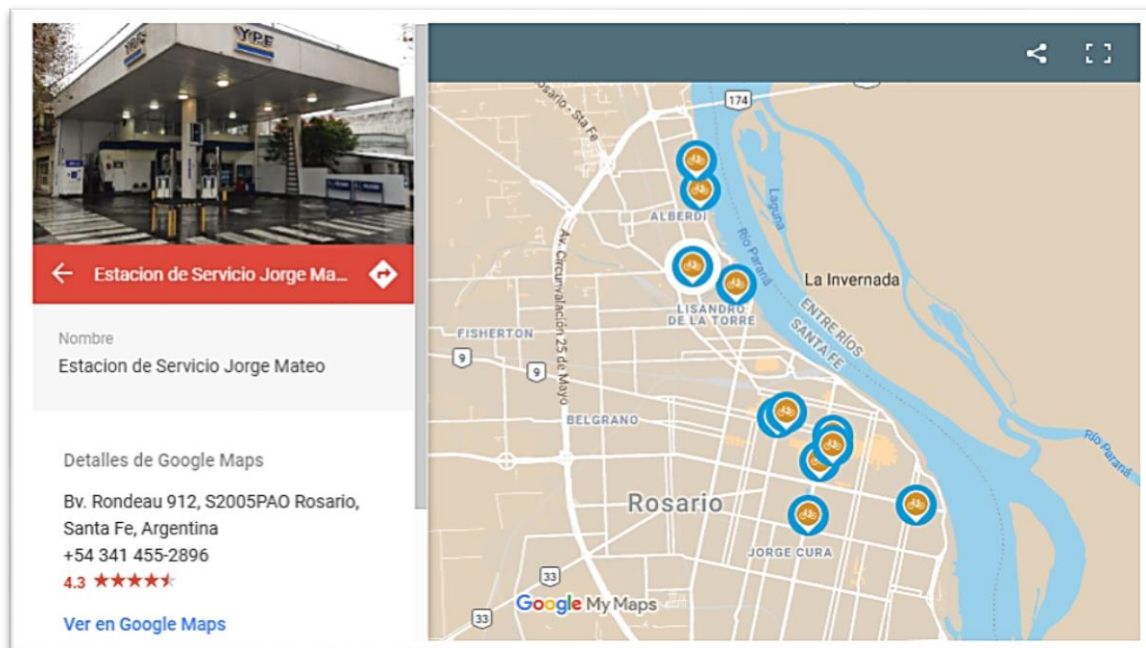 YPF
YPF
Estacion de Servicio Jorge Ma...
Nombre
Estacion de Servicio Jorge Mateo
Detalles de Google Maps
Bv. Rondeau 912, S2005PAO Rosario,
Santa Fe, Argentina
+54 341 455-2896
4.3
Ver en Google Maps
174
Rosario - Sta Fe
Laguna
ALBERDI
Río Paraná
Av. Circunvalación 25 de Mayo
La Invernada
LISANDRO
DE LA TORRE
ENTRE RÍOS
SANTA FE
FISHERTON
9
9
BELGRANO
Río Paraná
Rosario
JORGE CURA
33
33
Google My Maps